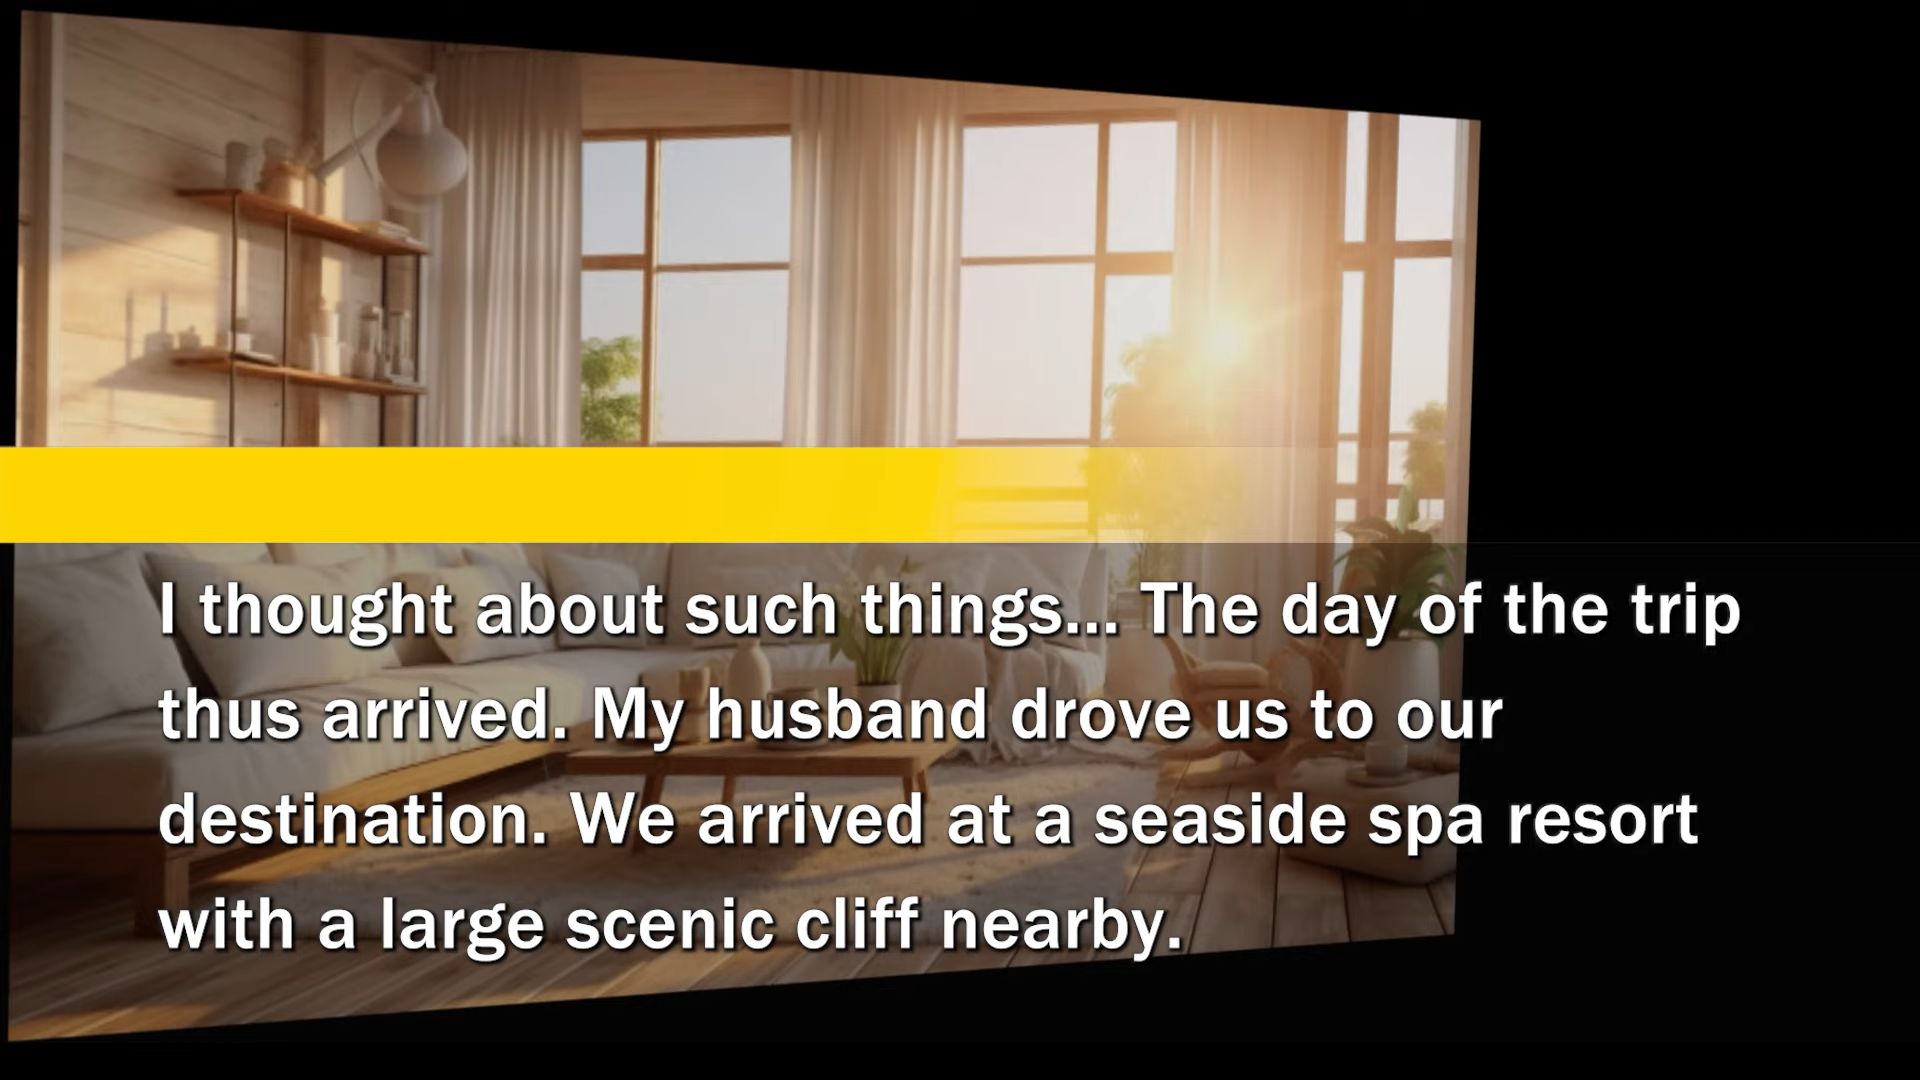 I thought about such things... The day of the trip
thus arrived. My husband drove us to our
destination. We arrived at a seaside spa resort
with a large scenic cliff nearby.